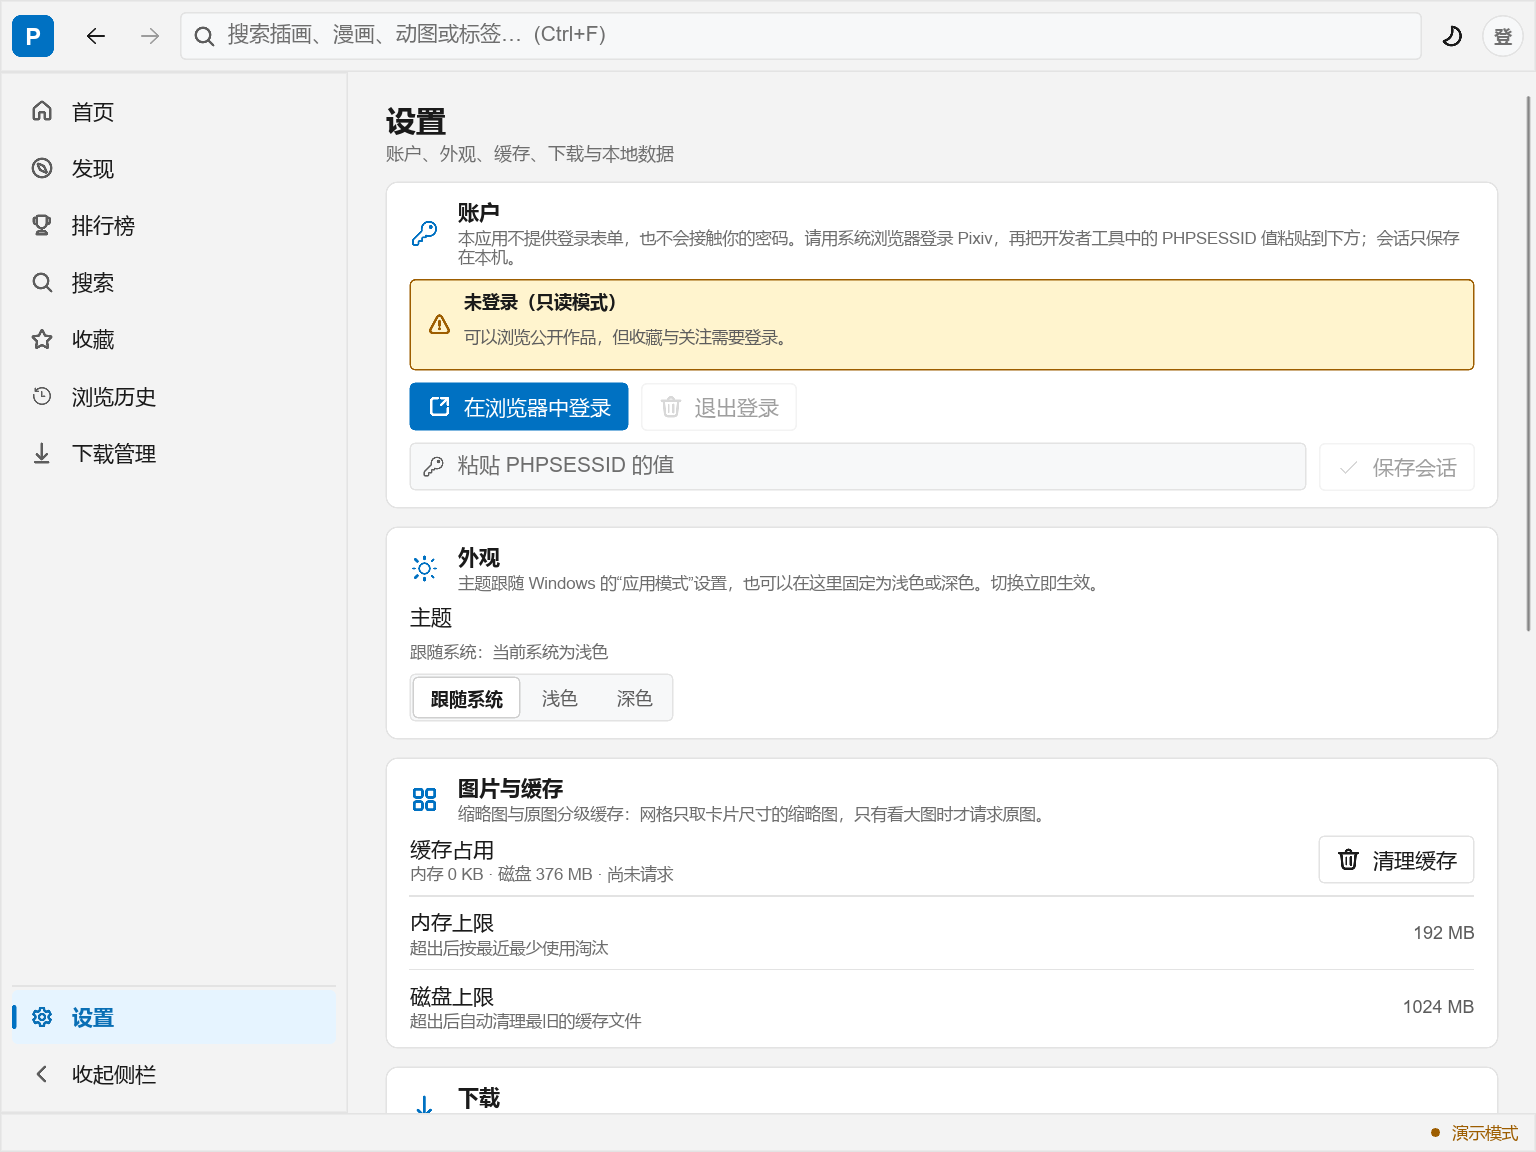 P
搜索插画、漫画、动图或标签… (Ctrl+F)
登
首页
发现
排行榜
搜索
收藏
浏览历史
下载管理
设置
收起侧栏
设置
账户、外观、缓存、下载与本地数据
账户
本应用不提供登录表单，也不会接触你的密码。请用系统浏览器登录 Pixiv，再把开发者工具中的 PHPSESSID 值粘贴到下方；会话只保存
在本机。
未登录（只读模式）
可以浏览公开作品，但收藏与关注需要登录。
在浏览器中登录
退出登录
粘贴 PHPSESSID 的值
保存会话
外观
主题跟随 Windows 的“应用模式”设置，也可以在这里固定为浅色或深色。切换立即生效。
主题
跟随系统：当前系统为浅色
跟随系统
浅色
深色
图片与缓存
缩略图与原图分级缓存：网格只取卡片尺寸的缩略图，只有看大图时才请求原图。
缓存占用
内存 0 KB · 磁盘 376 MB · 尚未请求
清理缓存
内存上限
超出后按最近最少使用淘汰
192 MB
磁盘上限
超出后自动清理最旧的缓存文件
1024 MB
下载
演示模式